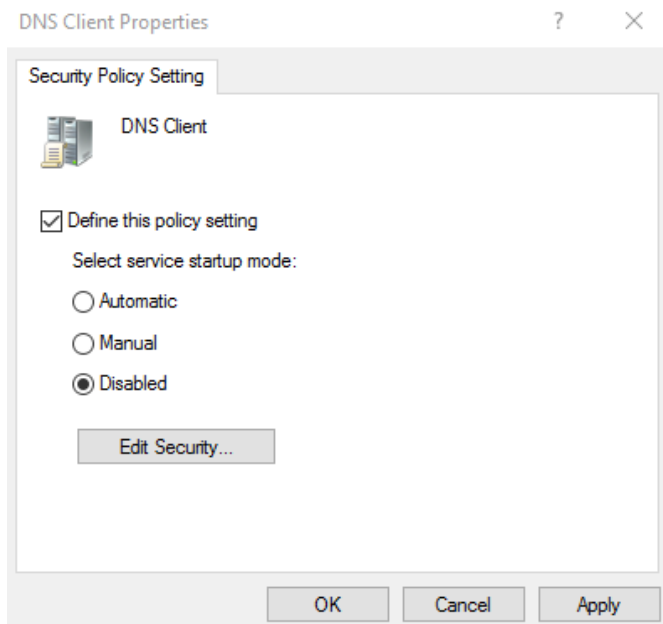 DNS Client Properties
?
Security Policy Setting
DNS Client
Define this policy setting
Select service startup mode:
Automatic
Manual
Disabled
Edit Security...
OK
Cancel
Apply